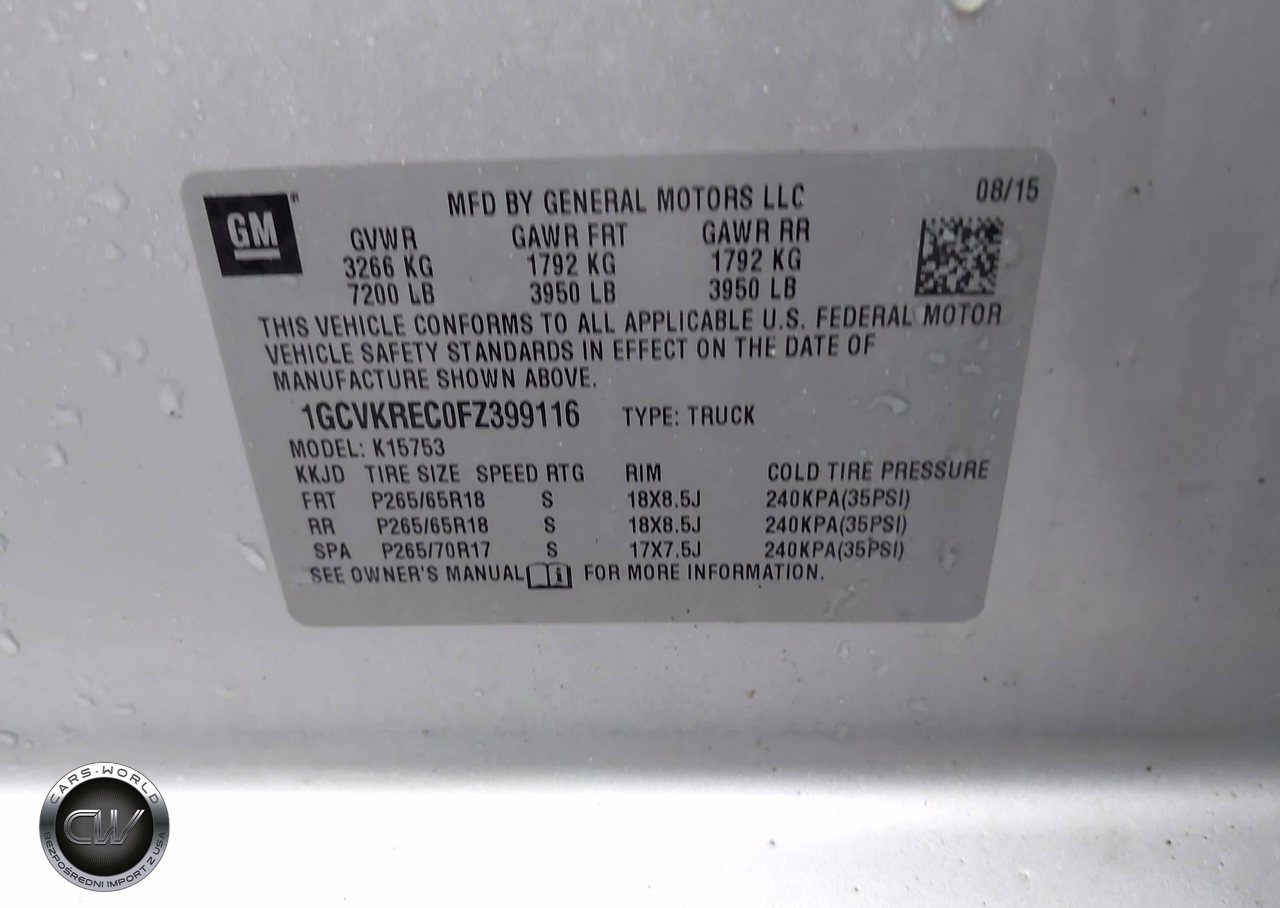 GM®
MFD BY GENERAL MOTORS LLC
08/15
GVWR GAWR FRT GAWR RR
3266 KG 1792 KG 1792 KG
7200 LB 3950 LB 3950 LB
THIS VEHICLE CONFORMS TO ALL APPLICABLE U.S. FEDERAL MOTOR
VEHICLE SAFETY STANDARDS IN EFFECT ON THE DATE OF
MANUFACTURE SHOWN ABOVE.
1GCVKREC0FZ399116 TYPE: TRUCK
MODEL: K15753
KKJD TIRE SIZE SPEED RTG RIM COLD TIRE PRESSURE
FRT P265/65R18 S 18X8.5J 240KPA(35PSI)
RR P265/65R18 S 18X8.5J 240KPA(35PSI)
SPA P265/70R17 S 17X7.5J 240KPA(35PSI)
SEE OWNER'S MANUAL i FOR MORE INFORMATION.
CARS-WORLD
CW
BEZPOŚREDNI IMPORT Z USA